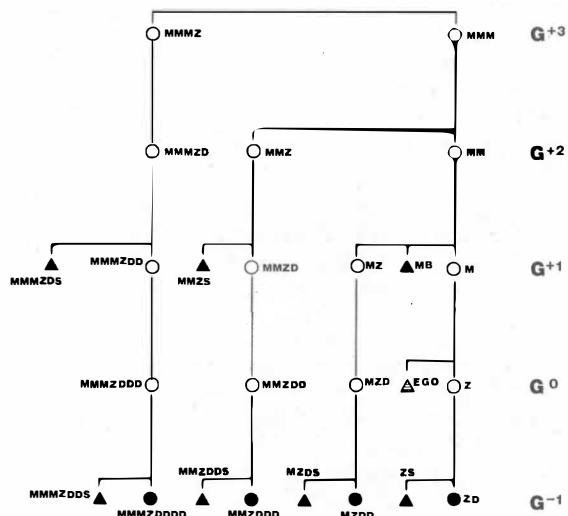 MMMZ MMM G+3
MMMZD MMZ MM G+2
MMMZDS MMMZDD MMZS MMZD MZ MB M G+1
MMMZDDD MMZDD MZD EGO Z G0
MMZDDS MZDS ZS
MMMZDDS ZD G-1
MMMZDDDD MMZDDD MZDD